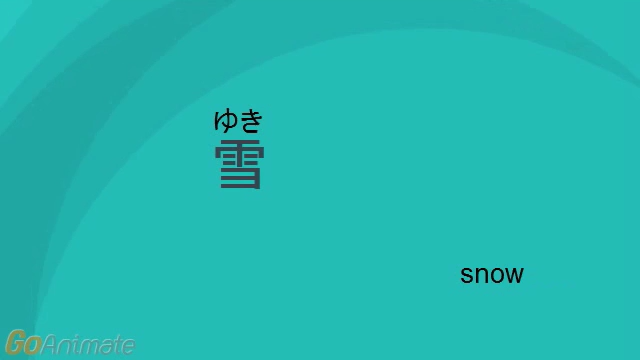 ゆき
雪
snow
GoAnimate